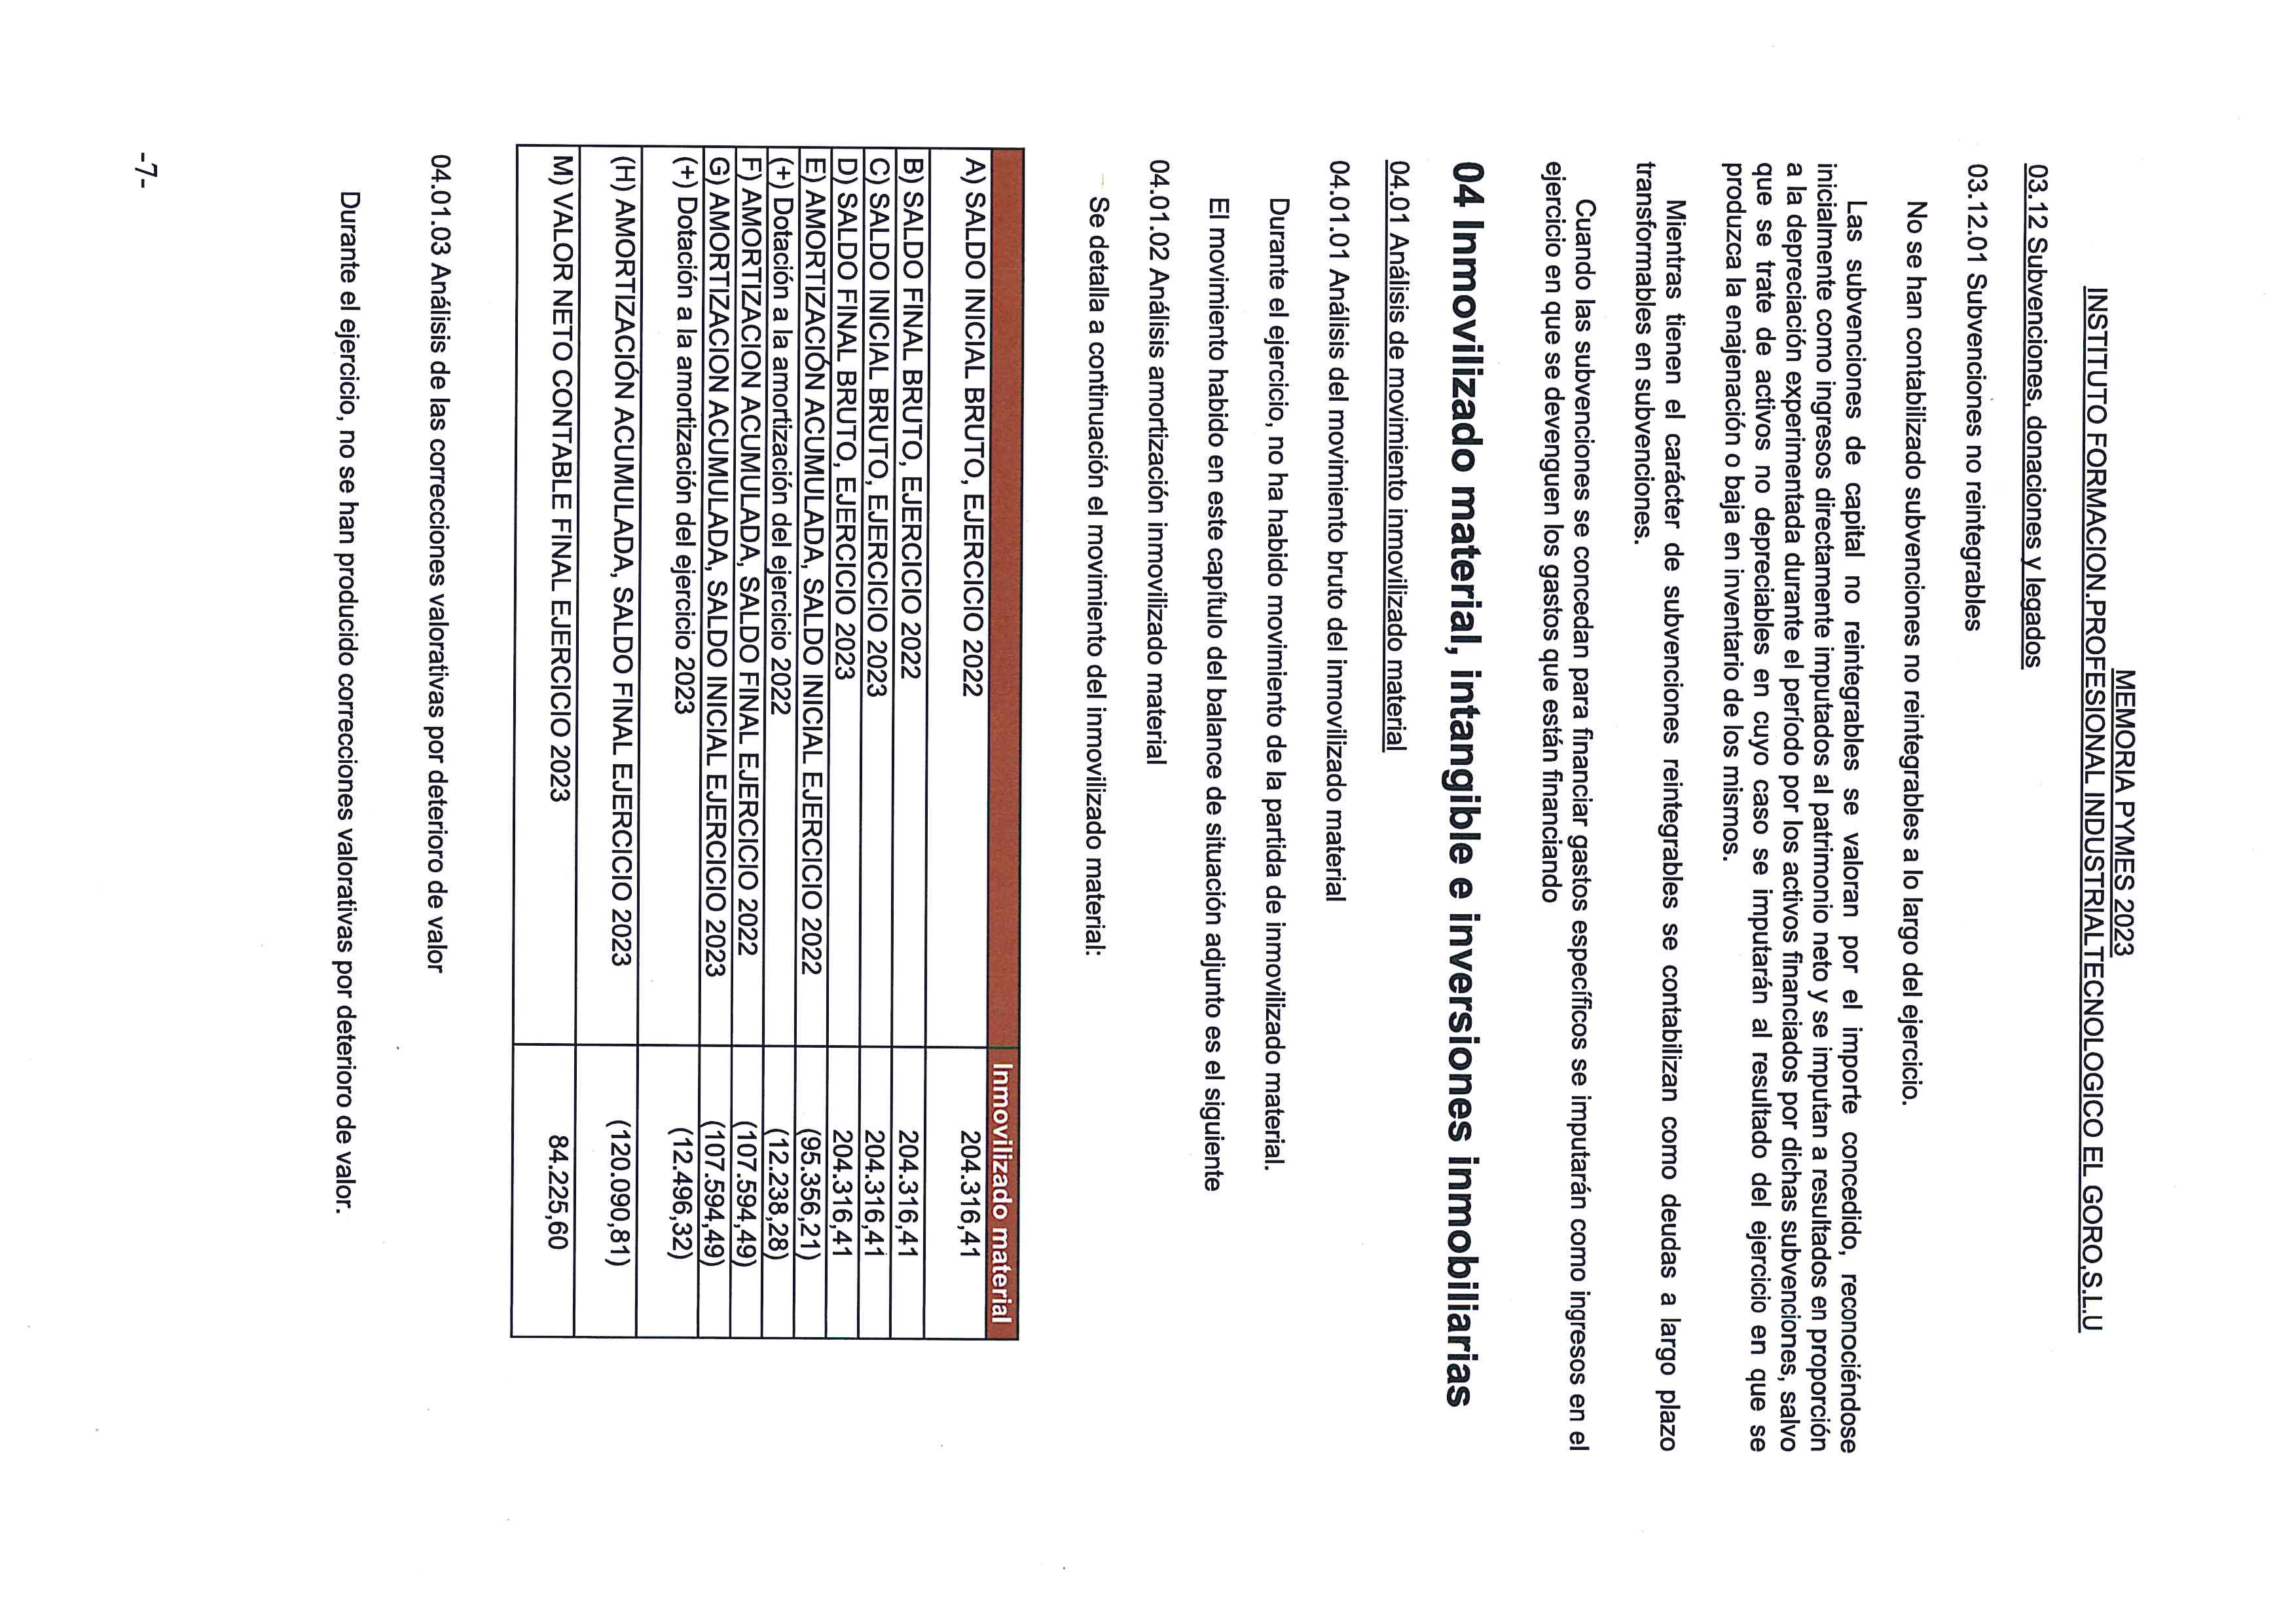 MEMORIA PYMES 2023
INSTITUTO FORMACION.PROFESIONAL INDUSTRIALTECNOLOGICO EL GORO,S.L.U
03.12 Subvenciones, donaciones y legados
03.12.01 Subvenciones no reintegrables
No se han contabilizado subvenciones no reintegrables a lo largo del ejercicio.
Las subvenciones de capital no reintegrables se valoran por el importe concedido, reconociéndose
inicialmente como ingresos directamente imputados al patrimonio neto y se imputan a resultados en proporción
a la depreciación experimentada durante el período por los activos financiados por dichas subvenciones, salvo
que se trate de activos no depreciables en cuyo caso se imputarán al resultado del ejercicio en que se
produzca la enajenación o baja en inventario de los mismos.
Mientras tienen el carácter de subvenciones reintegrables se contabilizan como deudas a largo plazo
transformables en subvenciones.
Cuando las subvenciones se concedan para financiar gastos específicos se imputarán como ingresos en el
ejercicio en que se devenguen los gastos que están financiando
04 Inmovilizado material, intangible e inversiones inmobiliarias
04.01 Análisis de movimiento inmovilizado material
04.01.01 Análisis del movimiento bruto del inmovilizado material
Durante el ejercicio, no ha habido movimiento de la partida de inmovilizado material.
El movimiento habido en este capítulo del balance de situación adjunto es el siguiente
04.01.02 Análisis amortización inmovilizado material
Se detalla a continuación el movimiento del inmovilizado material:
Inmovilizado material
A) SALDO INICIAL BRUTO, EJERCICIO 2022 204.316,41
B) SALDO FINAL BRUTO, EJERCICIO 2022 204.316,41
C) SALDO INICIAL BRUTO, EJERCICIO 2023 204.316,41
D) SALDO FINAL BRUTO, EJERCICIO 2023 204.316,41
E) AMORTIZACIÓN ACUMULADA, SALDO INICIAL EJERCICIO 2022 (95.356,21)
(+) Dotación a la amortización del ejercicio 2022 (12.238,28)
F) AMORTIZACION ACUMULADA, SALDO FINAL EJERCICIO 2022 (107.594,49)
G) AMORTIZACION ACUMULADA, SALDO INICIAL EJERCICIO 2023 (107.594,49)
(+) Dotación a la amortización del ejercicio 2023 (12.496,32)
(H) AMORTIZACIÓN ACUMULADA, SALDO FINAL EJERCICIO 2023 (120.090,81)
M) VALOR NETO CONTABLE FINAL EJERCICIO 2023 84.225,60
04.01.03 Análisis de las correcciones valorativas por deterioro de valor
Durante el ejercicio, no se han producido correcciones valorativas por deterioro de valor.
-7-